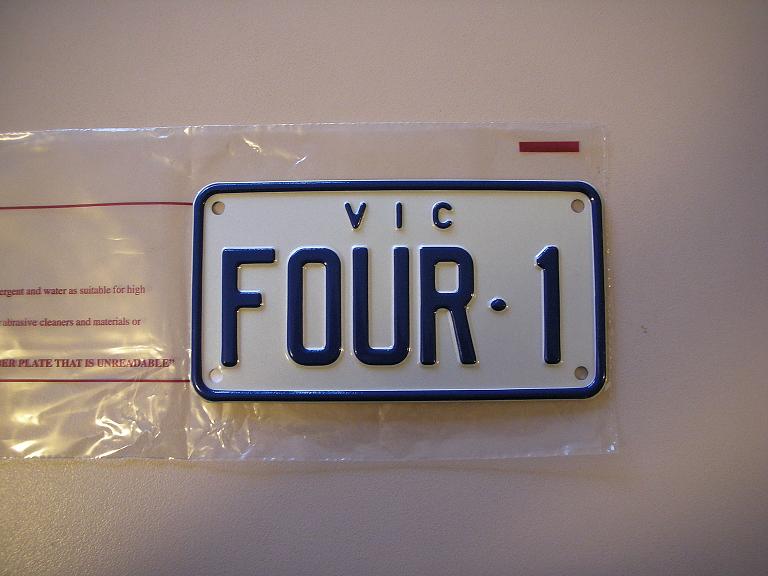 VIC
FOUR·1
ergent and water as suitable for high
abrasive cleaners and materials or
BER PLATE THAT IS UNREADABLE"